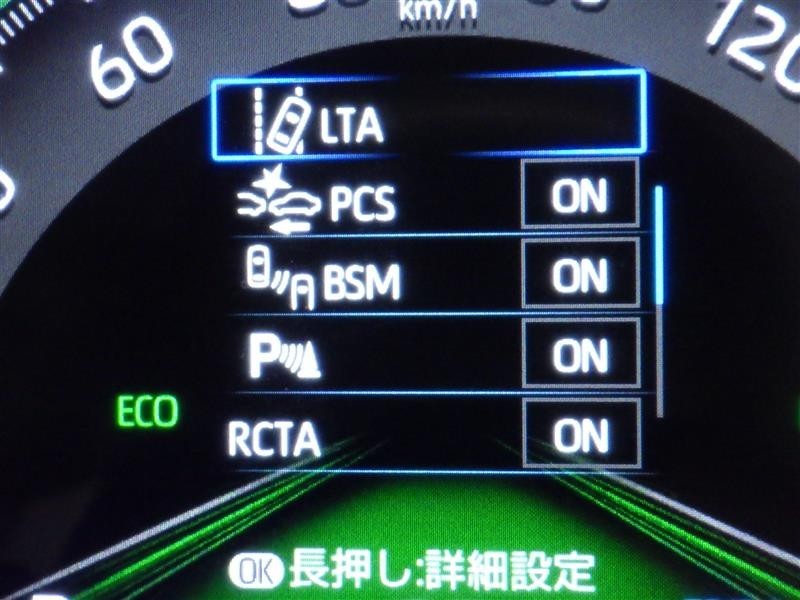 km/h
60
120
LTA
PCS ON
BSM ON
P ON
ECO
RCTA ON
OK 長押し:詳細設定